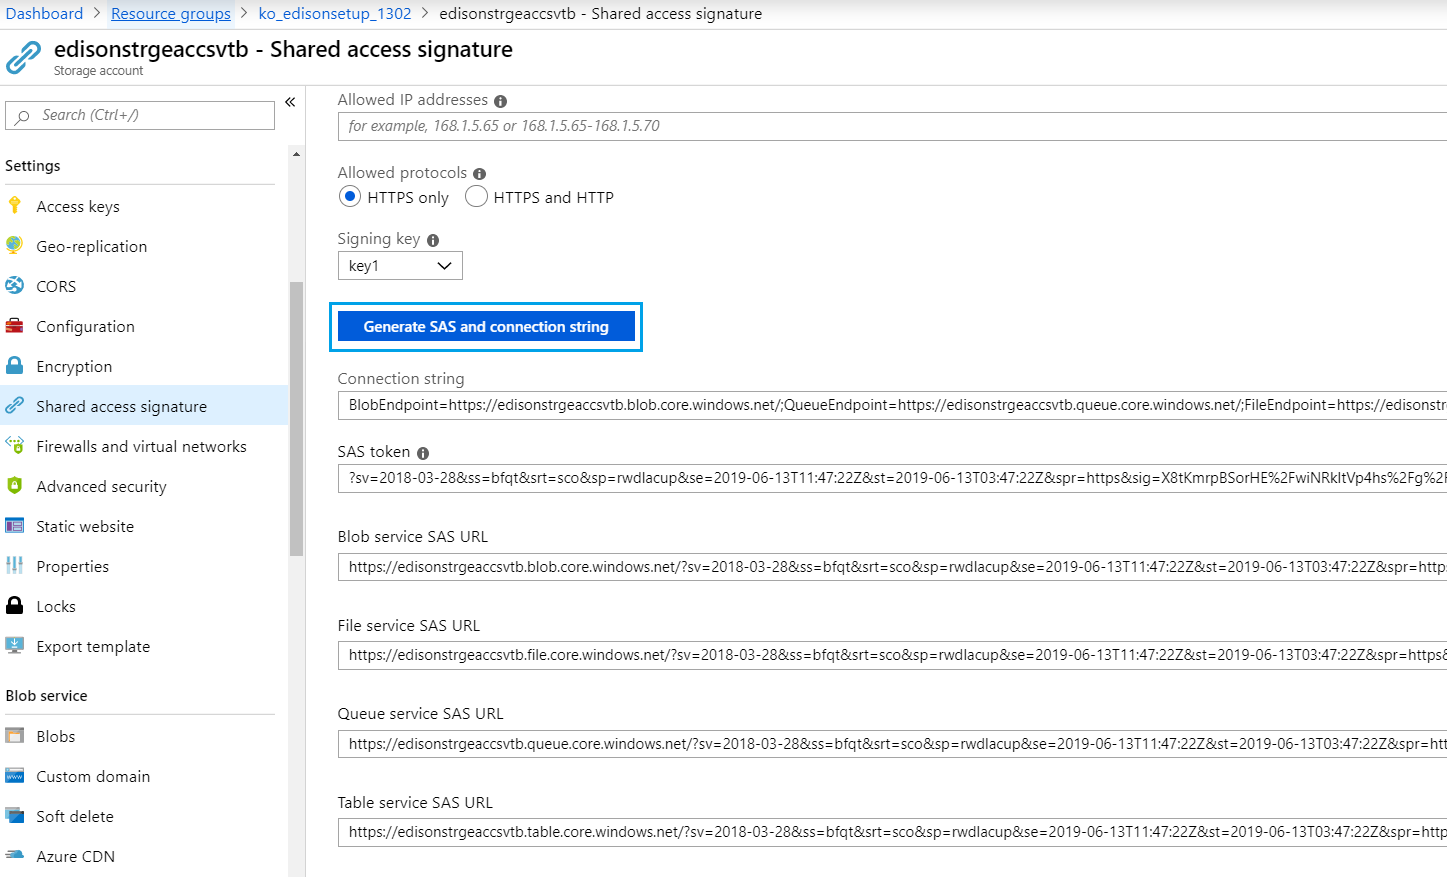 Dashboard > Resource groups > ko_edisonsetup_1302 > edisonstrgeaccsvtb - Shared access signature
edisonstrgeaccsvtb - Shared access signature
Storage account
Search (Ctrl+/)
«
Settings
Access keys
Geo-replication
CORS
Configuration
Encryption
Shared access signature
Firewalls and virtual networks
Advanced security
Static website
Properties
Locks
Export template
Blob service
Blobs
Custom domain
Soft delete
Azure CDN
Allowed IP addresses
for example, 168.1.5.65 or 168.1.5.65-168.1.5.70
Allowed protocols
HTTPS only HTTPS and HTTP
Signing key
key1
Generate SAS and connection string
Connection string
BlobEndpoint=https://edisonstrgeaccsvtb.blob.core.windows.net/;QueueEndpoint=https://edisonstrgeaccsvtb.queue.core.windows.net/;FileEndpoint=https://edisonst
SAS token
?sv=2018-03-28&ss=bfqt&srt=sco&sp=rwdlacup&se=2019-06-13T11:47:22Z&st=2019-06-13T03:47:22Z&spr=https&sig=X8tKmrpBSorHE%2FwiNRkItVp4hs%2Fg%2F
Blob service SAS URL
https://edisonstrgeaccsvtb.blob.core.windows.net/?sv=2018-03-28&ss=bfqt&srt=sco&sp=rwdlacup&se=2019-06-13T11:47:22Z&st=2019-06-13T03:47:22Z&spr=https
File service SAS URL
https://edisonstrgeaccsvtb.file.core.windows.net/?sv=2018-03-28&ss=bfqt&srt=sco&sp=rwdlacup&se=2019-06-13T11:47:22Z&st=2019-06-13T03:47:22Z&spr=https&
Queue service SAS URL
https://edisonstrgeaccsvtb.queue.core.windows.net/?sv=2018-03-28&ss=bfqt&srt=sco&sp=rwdlacup&se=2019-06-13T11:47:22Z&st=2019-06-13T03:47:22Z&spr=htt
Table service SAS URL
https://edisonstrgeaccsvtb.table.core.windows.net/?sv=2018-03-28&ss=bfqt&srt=sco&sp=rwdlacup&se=2019-06-13T11:47:22Z&st=2019-06-13T03:47:22Z&spr=http